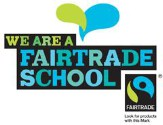 WE ARE A
FAIRTRADE
SCHOOL
®
FAIRTRADE
Look for products
with this Mark